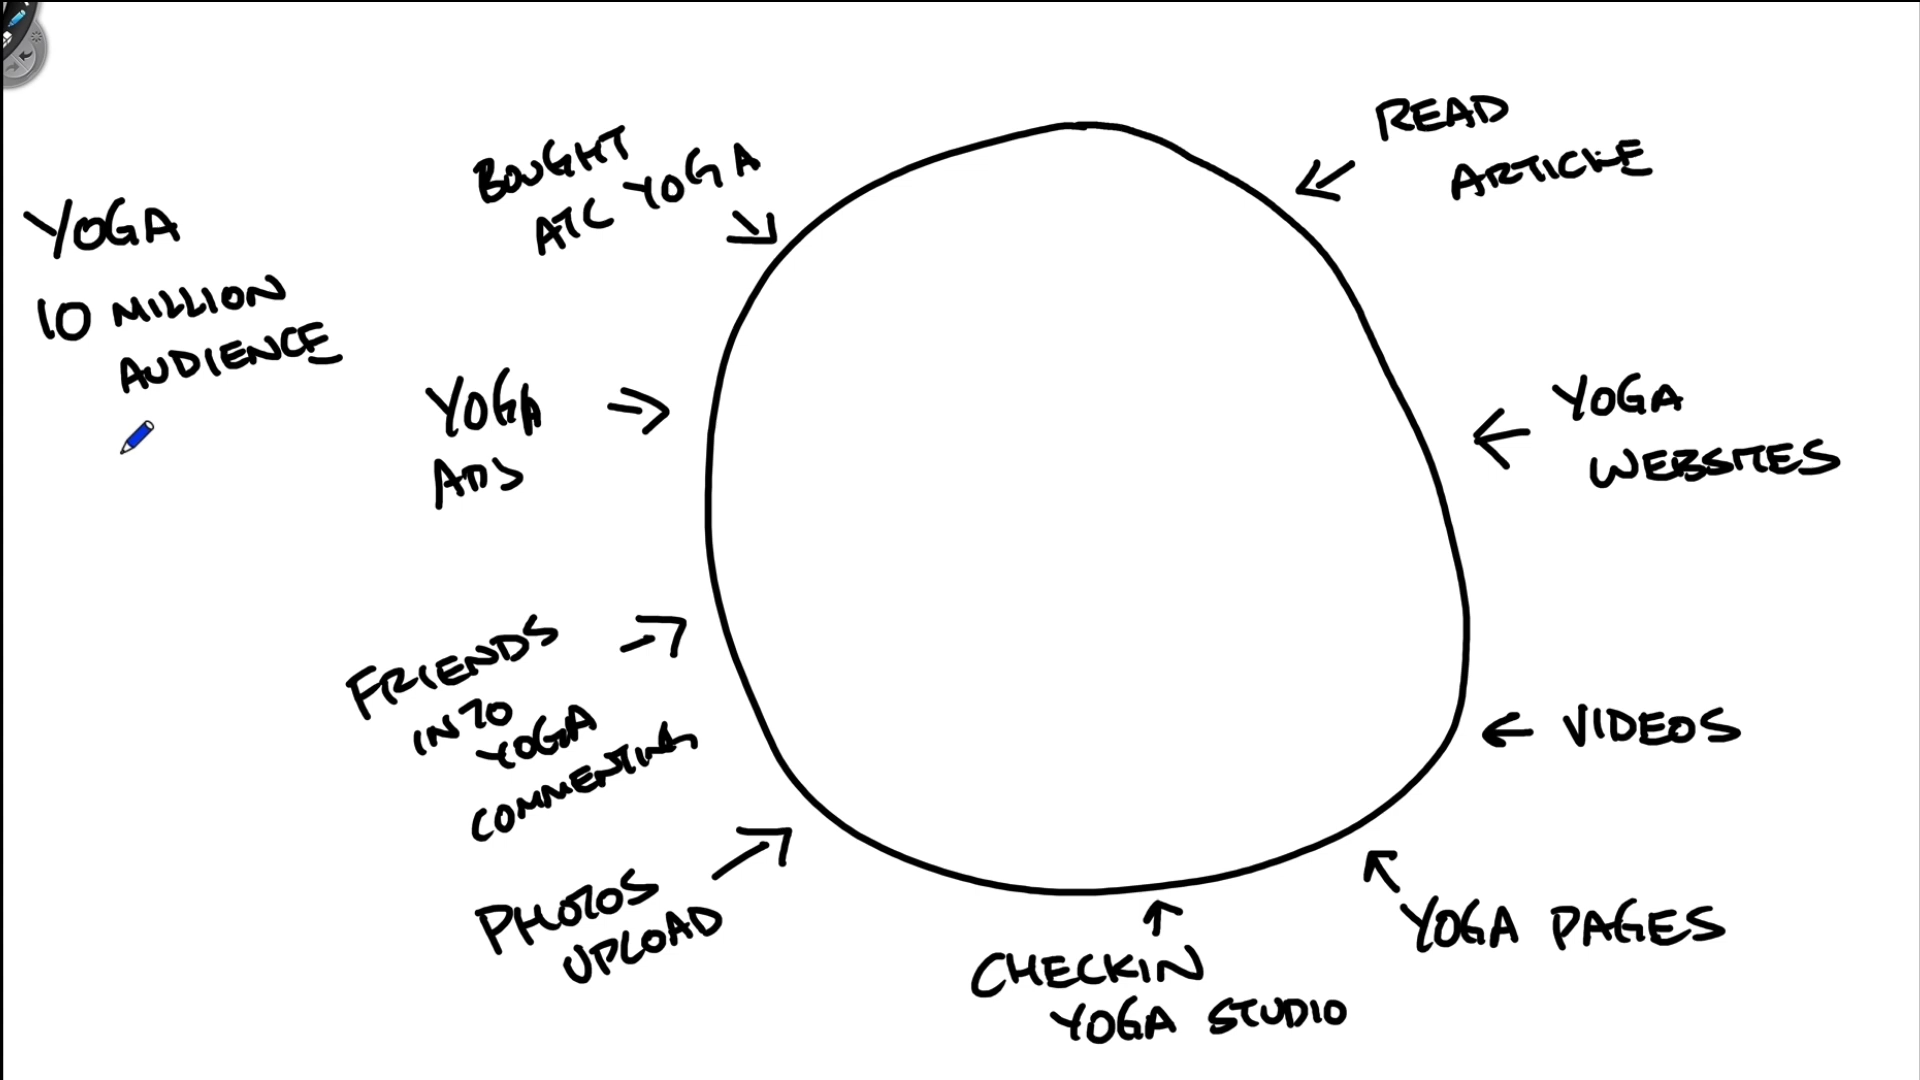 YOGA
10 MILLION
AUDIENCE
BOUGHT
ATC YOGA
READ
ARTICLE
YOGA
ADS
YOGA
WEBSITES
FRIENDS
INTO
YOGA
COMMENTING
VIDEOS
PHOTOS
UPLOAD
YOGA PAGES
CHECKIN
YOGA STUDIO